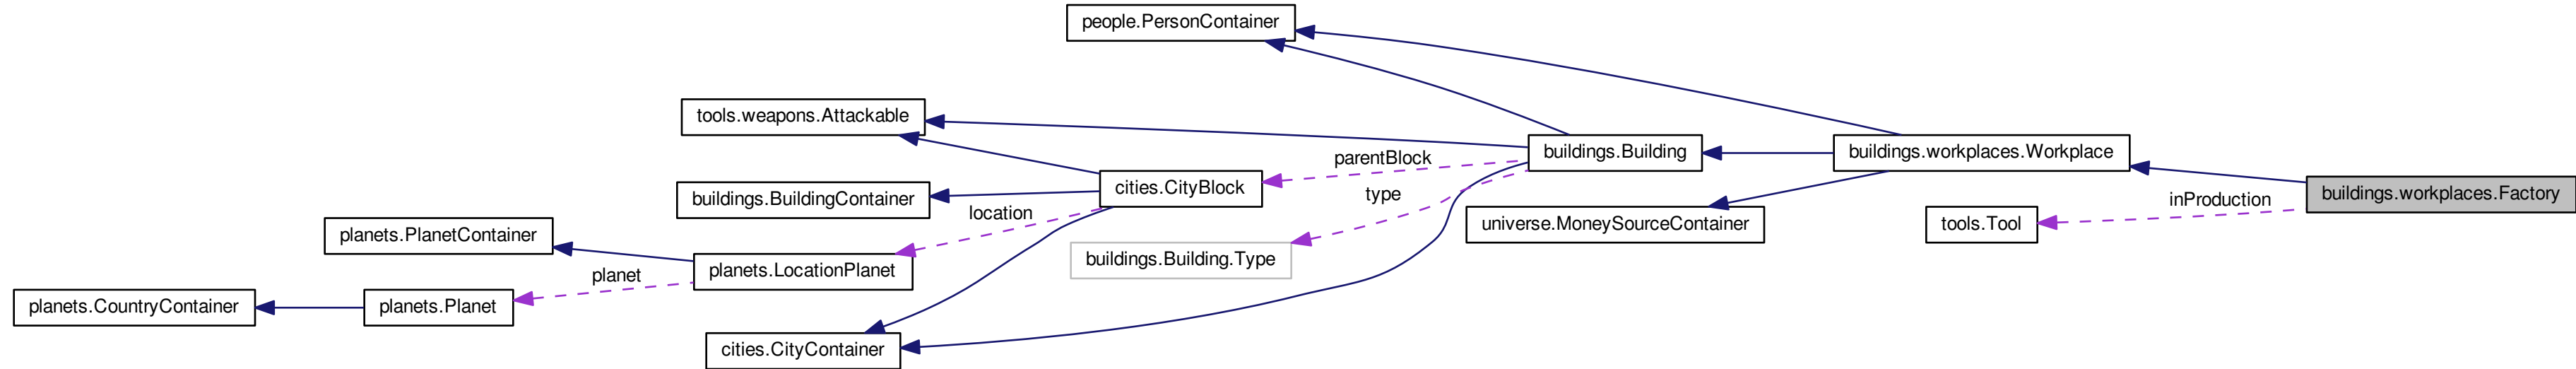 people.PersonContainer
tools.weapons.Attackable
buildings.Building
buildings.workplaces.Workplace
parentBlock
cities.CityBlock
type
buildings.BuildingContainer
buildings.workplaces.Factory
inProduction
location
universe.MoneySourceContainer
tools.Tool
planets.PlanetContainer
buildings.Building.Type
planets.LocationPlanet
planet
planets.CountryContainer
planets.Planet
cities.CityContainer